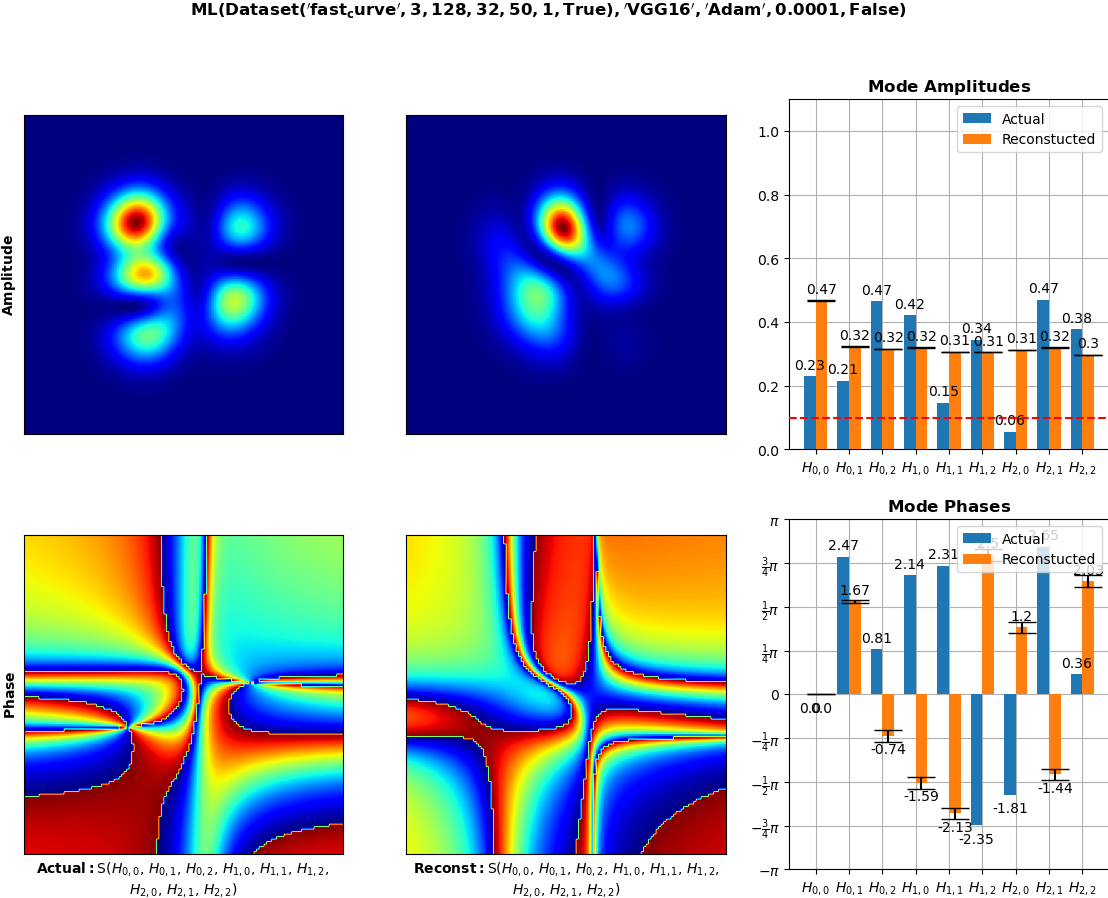 ML(Dataset('fast_curve', 3, 128, 32, 50, 1, True), 'VGG16', 'Adam', 0.0001, False)
Amplitude
Mode Amplitudes
Actual
Reconstucted
1.0
0.8
0.6
0.4
0.2
0.0
0.23
0.47
0.21
0.32
0.47
0.32
0.42
0.32
0.15
0.31
0.34
0.31
0.06
0.31
0.47
0.32
0.38
0.3
H0,0 H0,1 H0,2 H1,0 H1,1 H1,2 H2,0 H2,1 H2,2
Phase
Actual: S(H0,0, H0,1, H0,2, H1,0, H1,1, H1,2,
H2,0, H2,1, H2,2)
Reconst: S(H0,0, H0,1, H0,2, H1,0, H1,1, H1,2,
H2,0, H2,1, H2,2)
Mode Phases
Actual
Reconstucted
π
3/4π
1/2π
1/4π
0
−1/4π
−1/2π
−3/4π
−π
0.0
0.0
2.47
1.67
0.81
-0.74
2.14
-1.59
2.31
-2.13
-2.35
2.5
-1.81
1.2
2.65
-1.44
0.36
2.03
H0,0 H0,1 H0,2 H1,0 H1,1 H1,2 H2,0 H2,1 H2,2